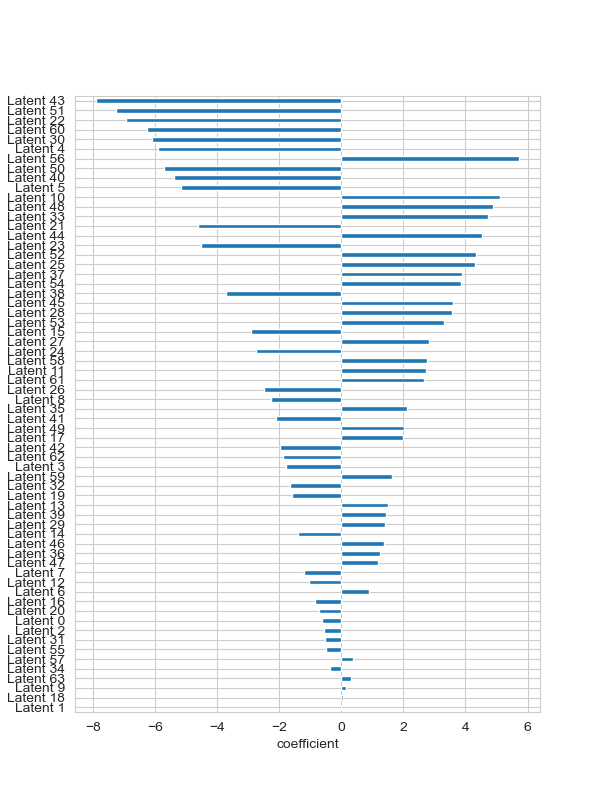 Latent 43
Latent 51
Latent 22
Latent 60
Latent 30
Latent 4
Latent 56
Latent 50
Latent 40
Latent 5
Latent 10
Latent 48
Latent 33
Latent 21
Latent 44
Latent 23
Latent 52
Latent 25
Latent 37
Latent 54
Latent 38
Latent 45
Latent 28
Latent 53
Latent 15
Latent 27
Latent 24
Latent 58
Latent 11
Latent 61
Latent 26
Latent 8
Latent 35
Latent 41
Latent 49
Latent 17
Latent 42
Latent 62
Latent 3
Latent 59
Latent 32
Latent 19
Latent 13
Latent 39
Latent 29
Latent 14
Latent 46
Latent 36
Latent 47
Latent 7
Latent 12
Latent 6
Latent 16
Latent 20
Latent 0
Latent 2
Latent 31
Latent 55
Latent 57
Latent 34
Latent 63
Latent 9
Latent 18
Latent 1
−8 −6 −4 −2 0 2 4 6
coefficient